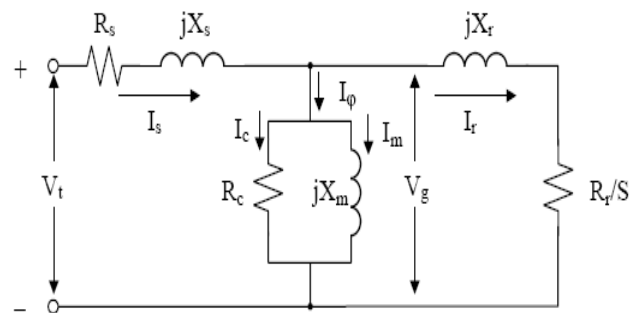 R_s jX_s jX_r
+
I_s I_φ I_r
I_c I_m
V_t R_c jX_m V_g R_r/S
−